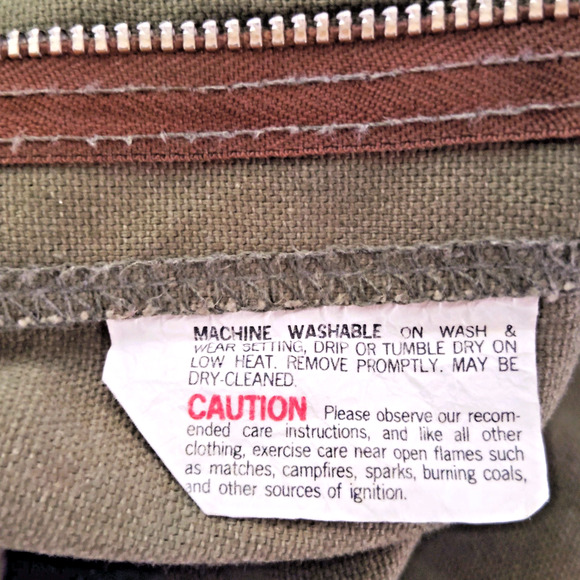 MACHINE WASHABLE ON WASH &
WEAR SETTING, DRIP OR TUMBLE DRY ON
LOW HEAT. REMOVE PROMPTLY. MAY BE
DRY-CLEANED.
CAUTION Please observe our recom-
ended care instructions, and like all other
clothing, exercise care near open flames such
as matches, campfires, sparks, burning coals,
and other sources of ignition.